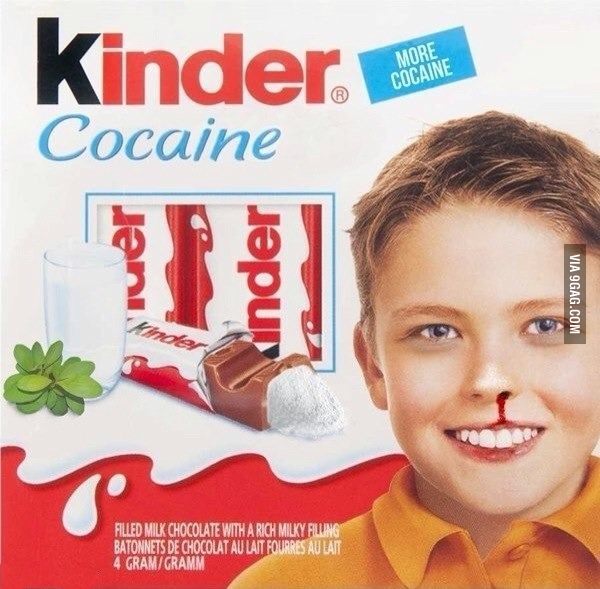 kinder®
MORE
COCAINE
Cocaine
der
inder
kinder
FILLED MILK CHOCOLATE WITH A RICH MILKY FILLING
BATONNETS DE CHOCOLAT AU LAIT FOURRES AU LAIT
4 GRAM/GRAMM
VIA 9GAG.COM